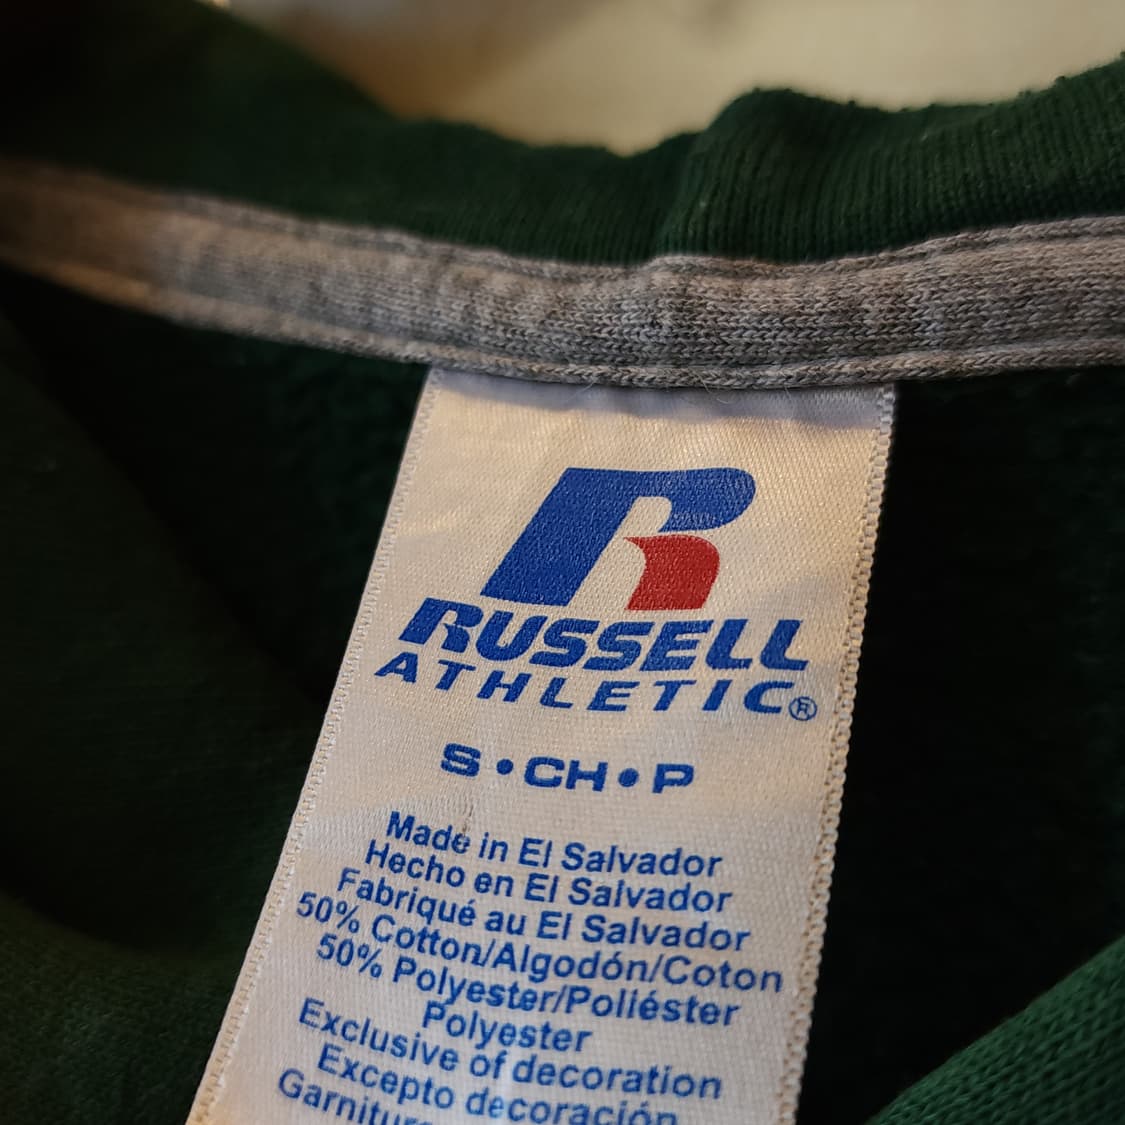 RUSSELL
ATHLETIC®
S • CH • P
Made in El Salvador
Hecho en El Salvador
Fabriqué au El Salvador
50% Cotton/Algodón/Coton
50% Polyester/Poliéster
Polyester
Exclusive of decoration
Excepto decoración